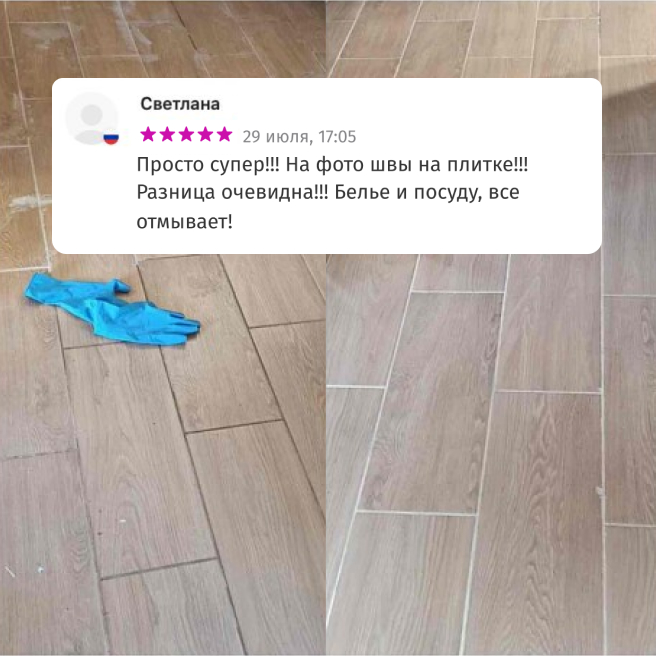 Светлана
29 июля, 17:05
Просто супер!!! На фото швы на плитке!!!
Разница очевидна!!! Белье и посуду, все
отмывает!